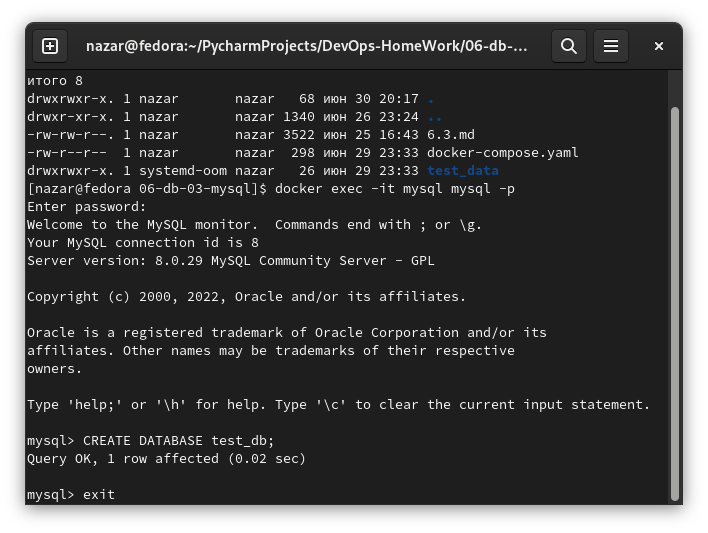 nazar@fedora:~/PycharmProjects/DevOps-HomeWork/06-db-...
итого 8
drwxrwxr-x. 1 nazar       nazar   68 июн 30 20:17 .
drwxr-xr-x. 1 nazar       nazar 1340 июн 26 23:24 ..
-rw-rw-r--. 1 nazar       nazar 3522 июн 25 16:43 6.3.md
-rw-r--r--  1 nazar       nazar  298 июн 29 23:33 docker-compose.yaml
drwxrwxr-x. 1 systemd-oom nazar   26 июн 29 23:33 test_data
[nazar@fedora 06-db-03-mysql]$ docker exec -it mysql mysql -p
Enter password:
Welcome to the MySQL monitor.  Commands end with ; or \g.
Your MySQL connection id is 8
Server version: 8.0.29 MySQL Community Server - GPL
Copyright (c) 2000, 2022, Oracle and/or its affiliates.
Oracle is a registered trademark of Oracle Corporation and/or its
affiliates. Other names may be trademarks of their respective
owners.
Type 'help;' or '\h' for help. Type '\c' to clear the current input statement.
mysql> CREATE DATABASE test_db;
Query OK, 1 row affected (0.02 sec)
mysql> exit